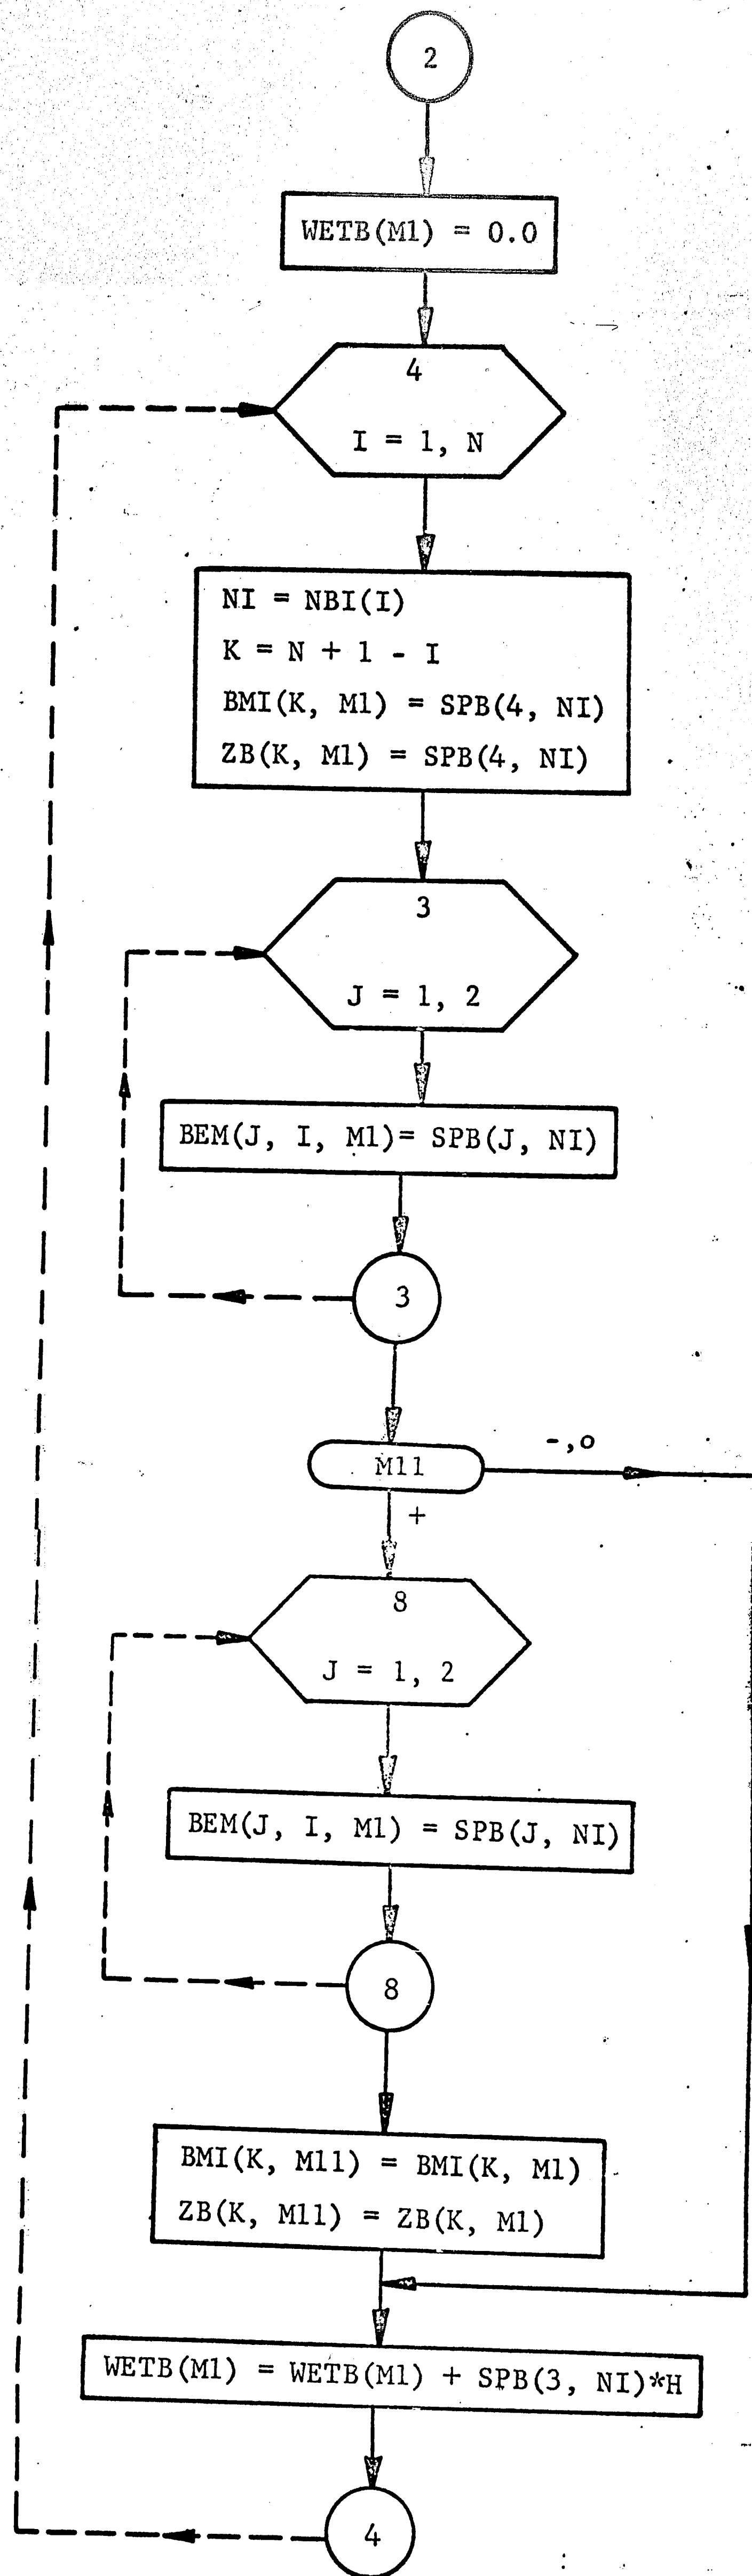 2
WETB(M1) = 0.0
4
I = 1, N
NI = NBI(I)
K = N + 1 - I
BMI(K, M1) = SPB(4, NI)
ZB(K, M1) = SPB(4, NI)
3
J = 1, 2
BEM(J, I, M1)= SPB(J, NI)
3
M11
-,0
+
8
J = 1, 2
BEM(J, I, M1) = SPB(J, NI)
8
BMI(K, M11) = BMI(K, M1)
ZB(K, M11) = ZB(K, M1)
WETB(M1) = WETB(M1) + SPB(3, NI)*H
4